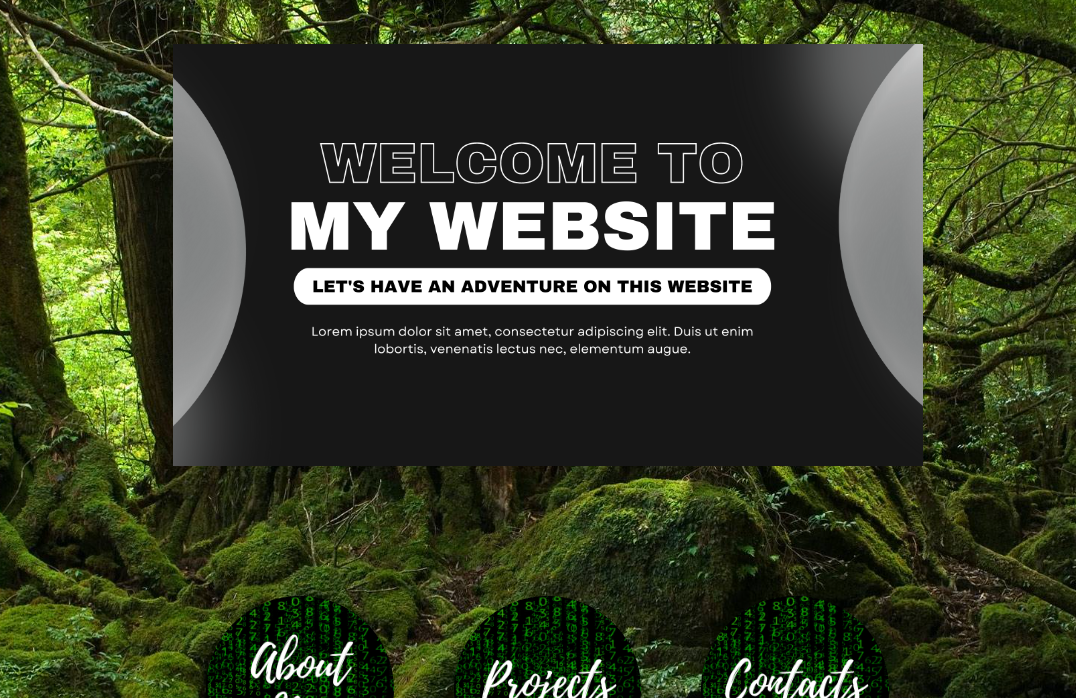 WELCOME TO
MY WEBSITE
LET'S HAVE AN ADVENTURE ON THIS WEBSITE
Lorem ipsum dolor sit amet, consectetur adipiscing elit. Duis ut enim
lobortis, venenatis lectus nec, elementum augue.
About
Projects
Contacts